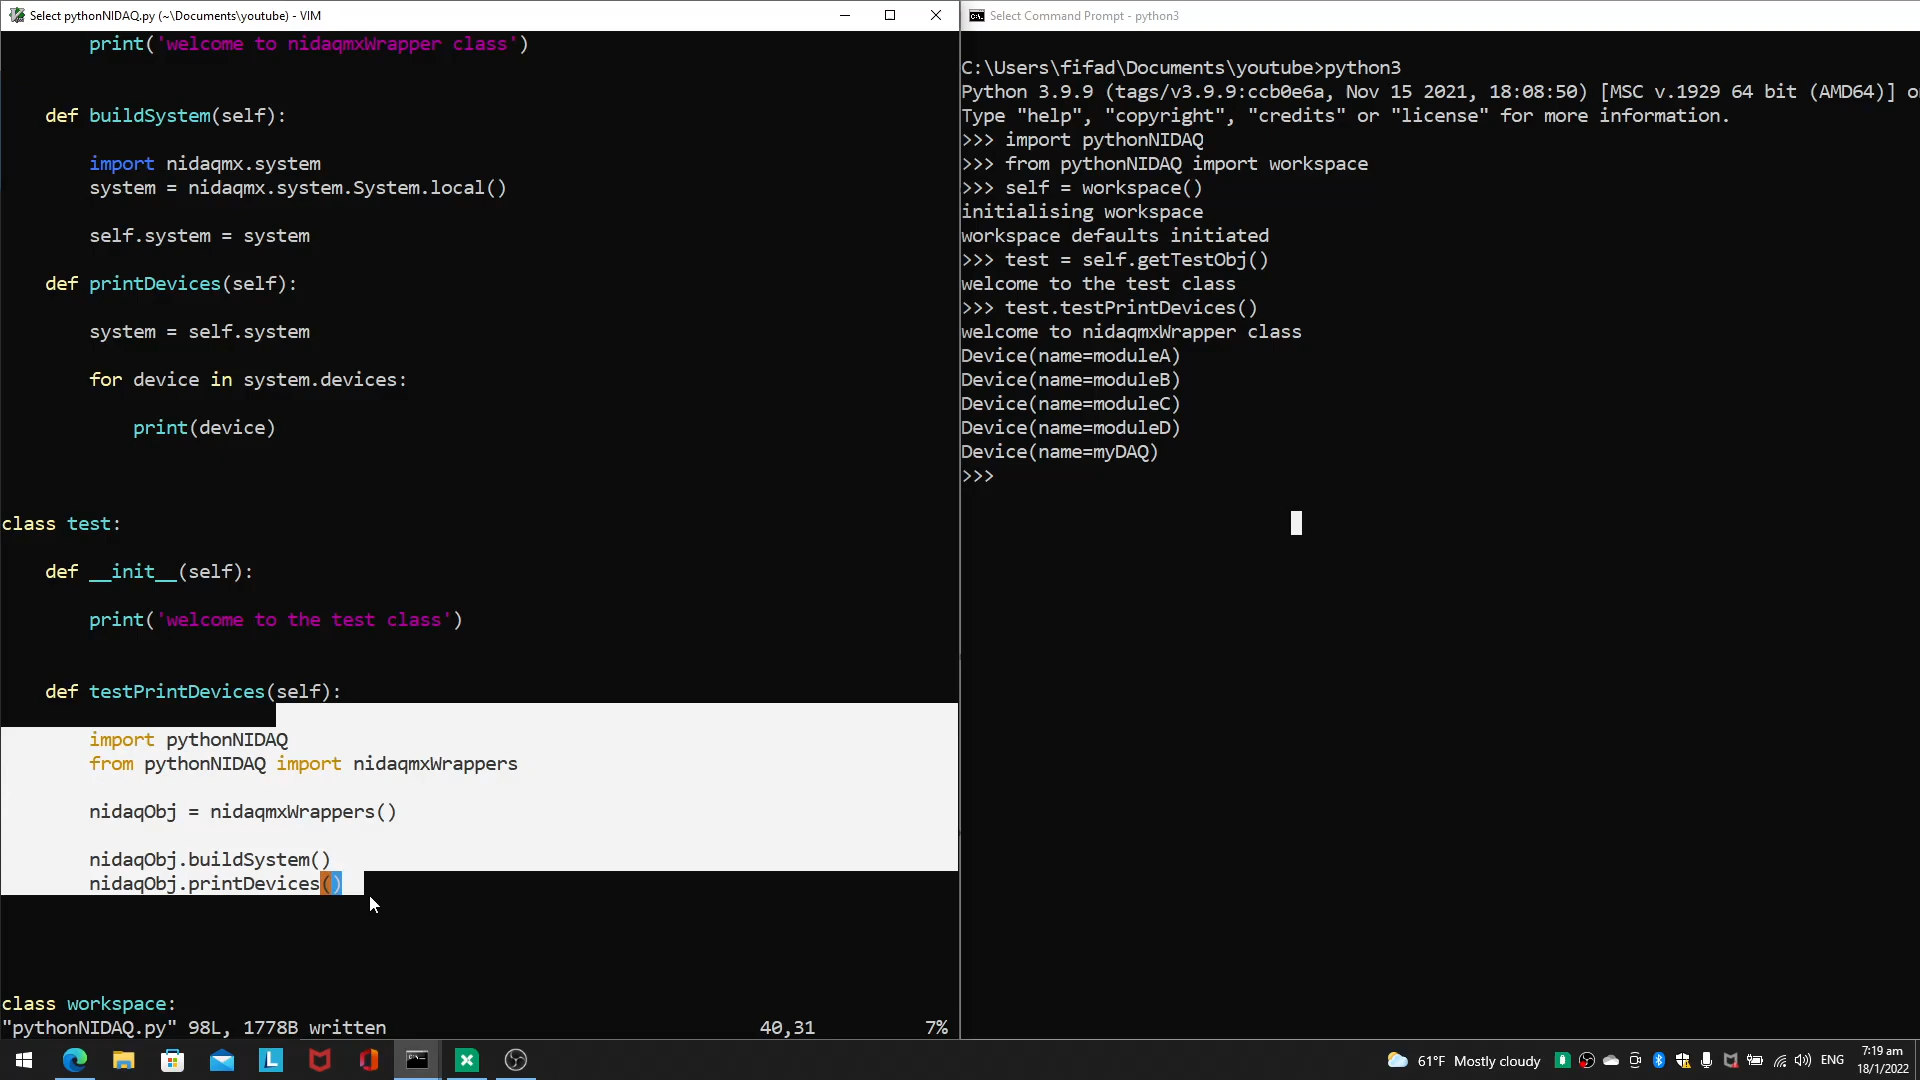 Select pythonNIDAQ.py (~\Documents\youtube) - VIM
print('welcome to nidaqmxWrapper class')
def buildSystem(self):
import nidaqmx.system
system = nidaqmx.system.System.local()
self.system = system
def printDevices(self):
system = self.system
for device in system.devices:
print(device)
class test:
def __init__(self):
print('welcome to the test class')
def testPrintDevices(self):
import pythonNIDAQ
from pythonNIDAQ import nidaqmxWrappers
nidaqObj = nidaqmxWrappers()
nidaqObj.buildSystem()
nidaqObj.printDevices()
class workspace:
"pythonNIDAQ.py" 98L, 1778B written 40,31 7%
Select Command Prompt - python3
C:\Users\fifad\Documents\youtube>python3
Python 3.9.9 (tags/v3.9.9:ccb0e6a, Nov 15 2021, 18:08:50) [MSC v.1929 64 bit (AMD64)] o
Type "help", "copyright", "credits" or "license" for more information.
>>> import pythonNIDAQ
>>> from pythonNIDAQ import workspace
>>> self = workspace()
initialising workspace
workspace defaults initiated
>>> test = self.getTestObj()
welcome to the test class
>>> test.testPrintDevices()
welcome to nidaqmxWrapper class
Device(name=moduleA)
Device(name=moduleB)
Device(name=moduleC)
Device(name=moduleD)
Device(name=myDAQ)
>>>
L
61°F Mostly cloudy
ENG
7:19 am
18/1/2022